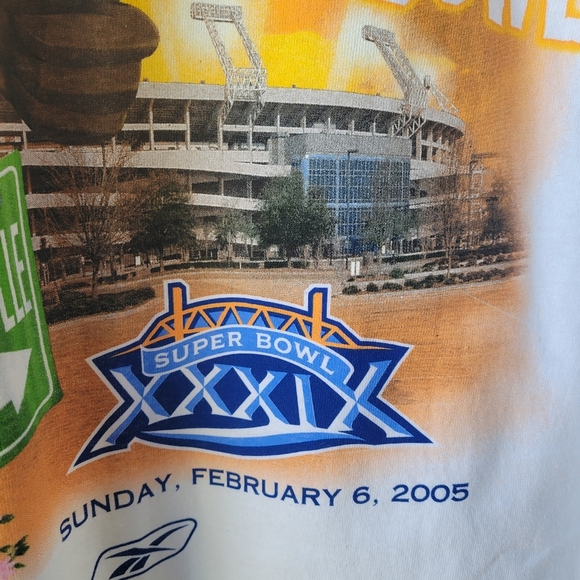 SUPER BOWL
XXXIX
SUNDAY, FEBRUARY 6, 2005